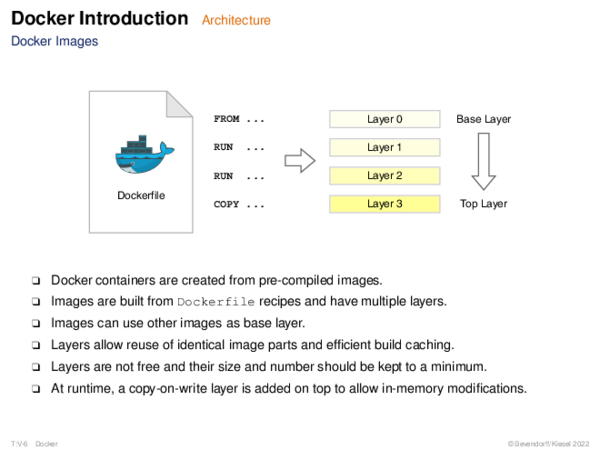 Docker Introduction Architecture
Docker Images
Dockerfile
FROM ...
RUN ...
RUN ...
COPY ...
Layer 0
Layer 1
Layer 2
Layer 3
Base Layer
Top Layer
❑ Docker containers are created from pre-compiled images.
❑ Images are built from Dockerfile recipes and have multiple layers.
❑ Images can use other images as base layer.
❑ Layers allow reuse of identical image parts and efficient build caching.
❑ Layers are not free and their size and number should be kept to a minimum.
❑ At runtime, a copy-on-write layer is added on top to allow in-memory modifications.
T:V-6 Docker
© Bevendorff/Kiesel 2022